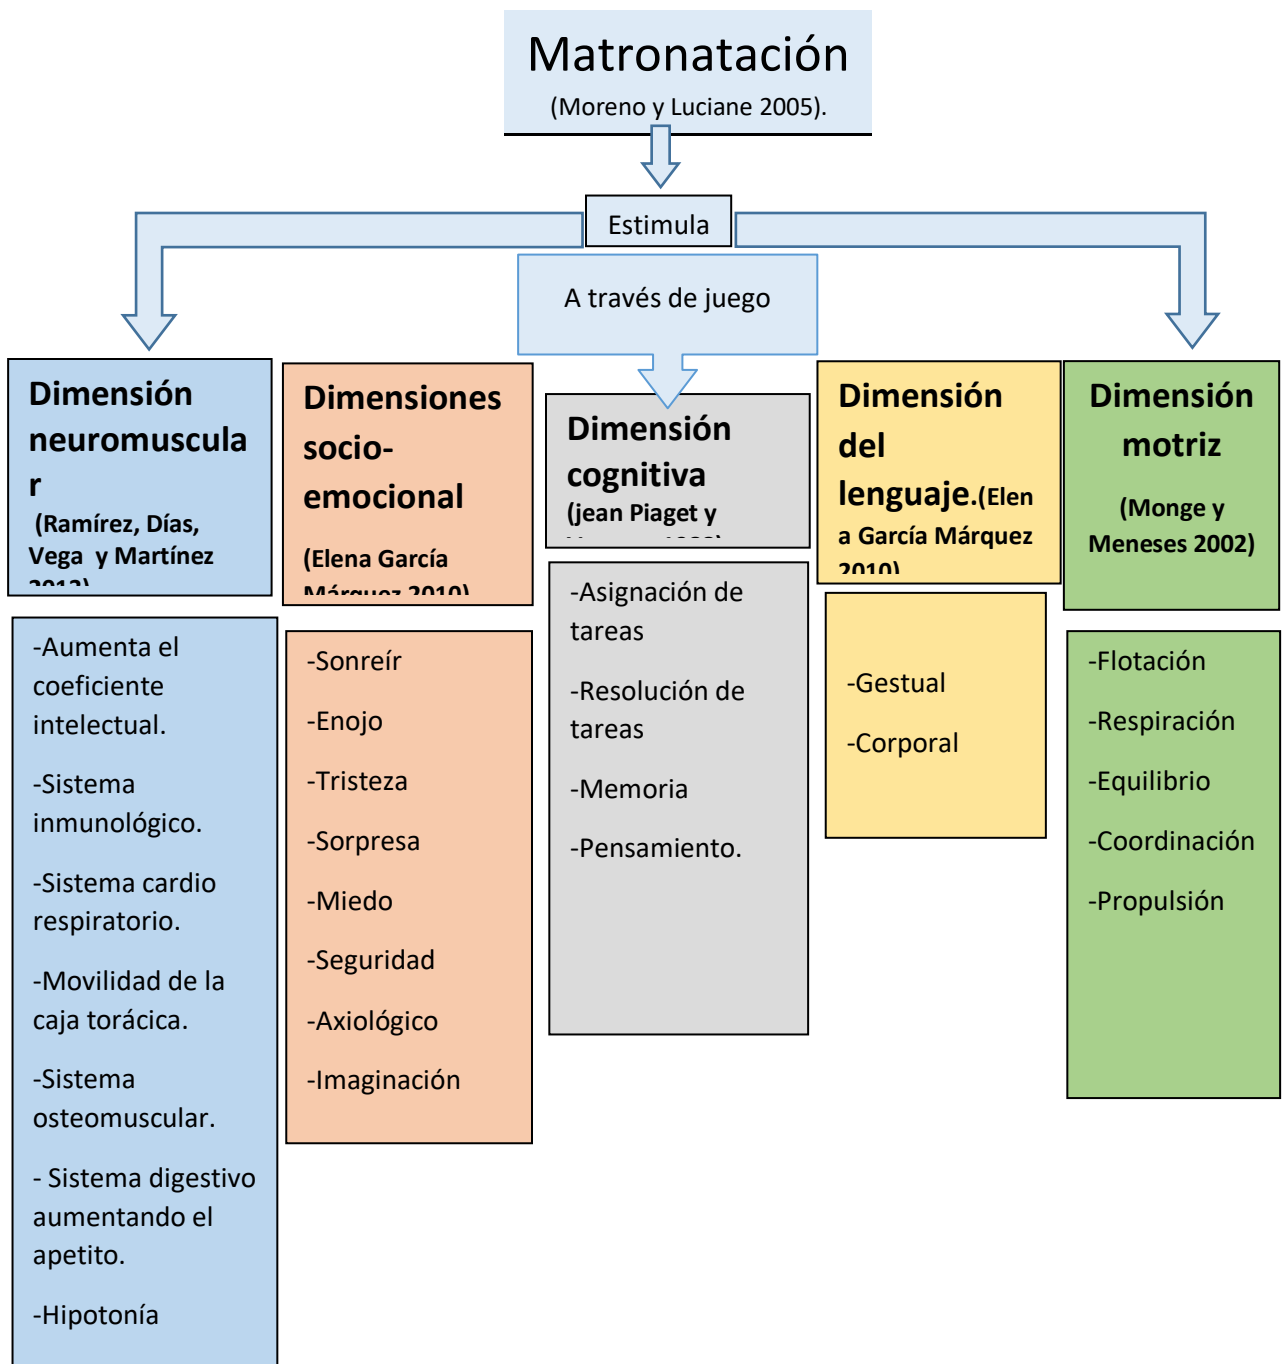 Matronatación
(Moreno y Luciane 2005).
Estimula
A través de juego
Dimensión
neuromuscula
r
(Ramírez, Días,
Vega y Martínez
Dimensiones
socio-
emocional
(Elena García
Márquez 2010)
Dimensión
cognitiva
(jean Piaget y
Dimensión
del
lenguaje.(Elen
a García Márquez
2010)
Dimensión
motriz
(Monge y
Meneses 2002)
-Aumenta el
coeficiente
intelectual.
-Sistema
inmunológico.
-Sistema cardio
respiratorio.
-Movilidad de la
caja torácica.
-Sistema
osteomuscular.
- Sistema digestivo
aumentando el
apetito.
-Hipotonía
-Sonreír
-Enojo
-Tristeza
-Sorpresa
-Miedo
-Seguridad
-Axiológico
-Imaginación
-Asignación de
tareas
-Resolución de
tareas
-Memoria
-Pensamiento.
-Gestual
-Corporal
-Flotación
-Respiración
-Equilibrio
-Coordinación
-Propulsión